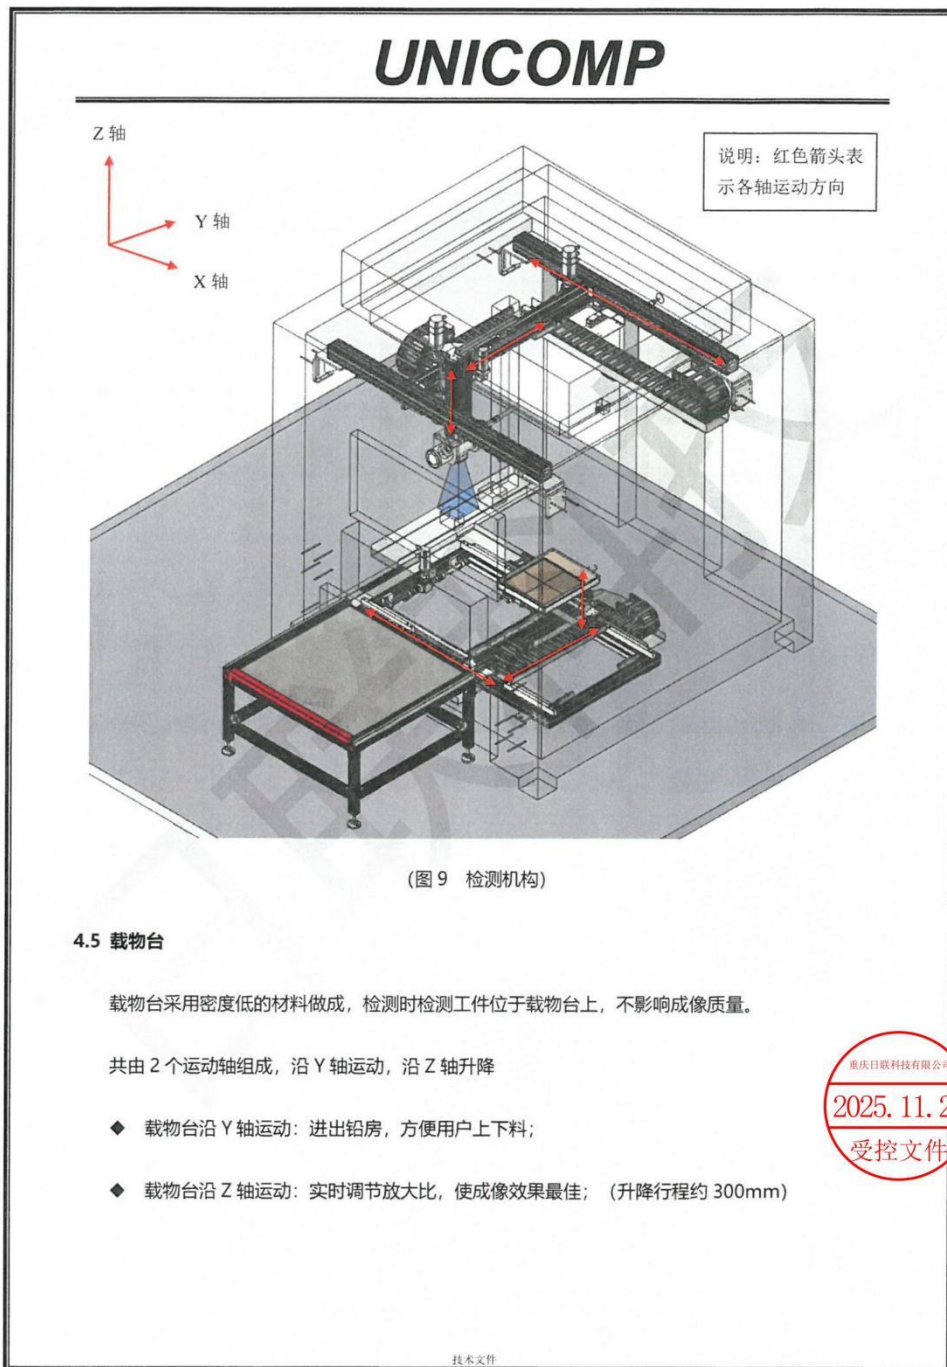 UNICOMP
Z 轴
说明：红色箭头表
示各轴运动方向
Y 轴
X 轴
(图 9 检测机构)
4.5 载物台
载物台采用密度低的材料做成，检测时检测工件位于载物台上，不影响成像质量。
共由 2 个运动轴组成，沿 Y 轴运动，沿 Z 轴升降
◆ 载物台沿 Y 轴运动：进出铅房，方便用户上下料；
◆ 载物台沿 Z 轴运动：实时调节放大比，使成像效果最佳；（升降行程约 300mm）
重庆日联科技有限公司
2025.11.2
受控文件
技术文件